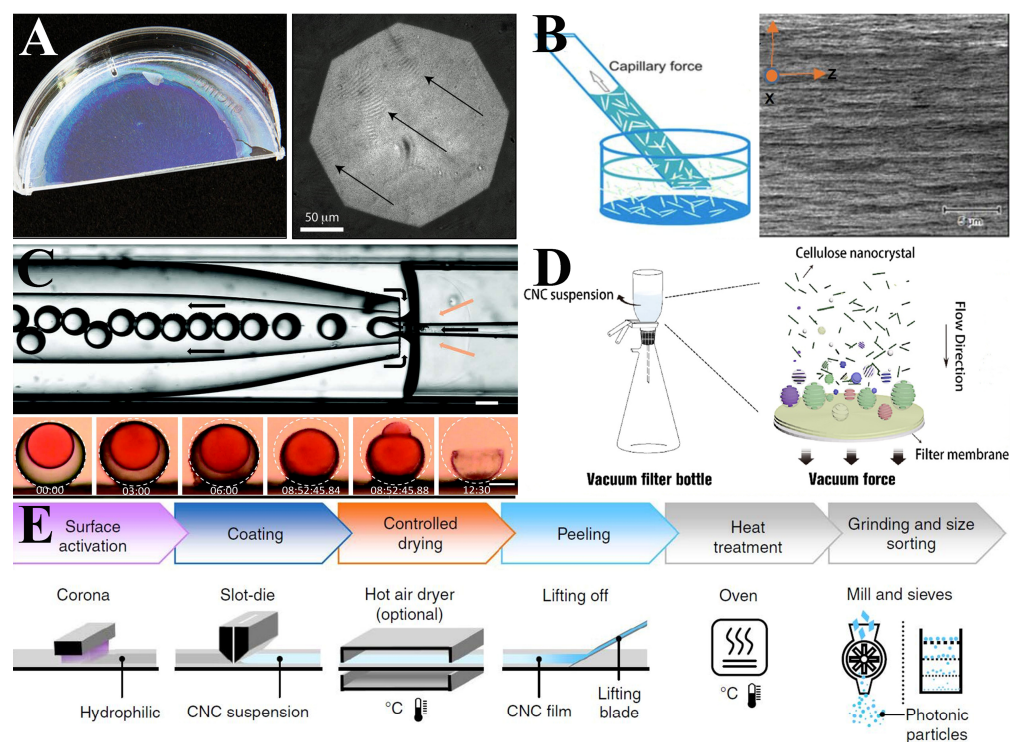 A
50 μm
B
Capillary force
Z
X
5 μm
C
00:00
03:00
06:00
08:52:45.84
08:52:45.88
12:30
D
CNC suspension
Vacuum filter bottle
Cellulose nanocrystal
Flow Direction
Filter membrane
Vacuum force
E
Surface
activation
Coating
Controlled
drying
Peeling
Heat
treatment
Grinding and size
sorting
Corona
Slot-die
Hot air dryer
(optional)
Lifting off
Oven
Mill and sieves
Hydrophilic
CNC suspension
°C
CNC film
Lifting
blade
°C
Photonic
particles